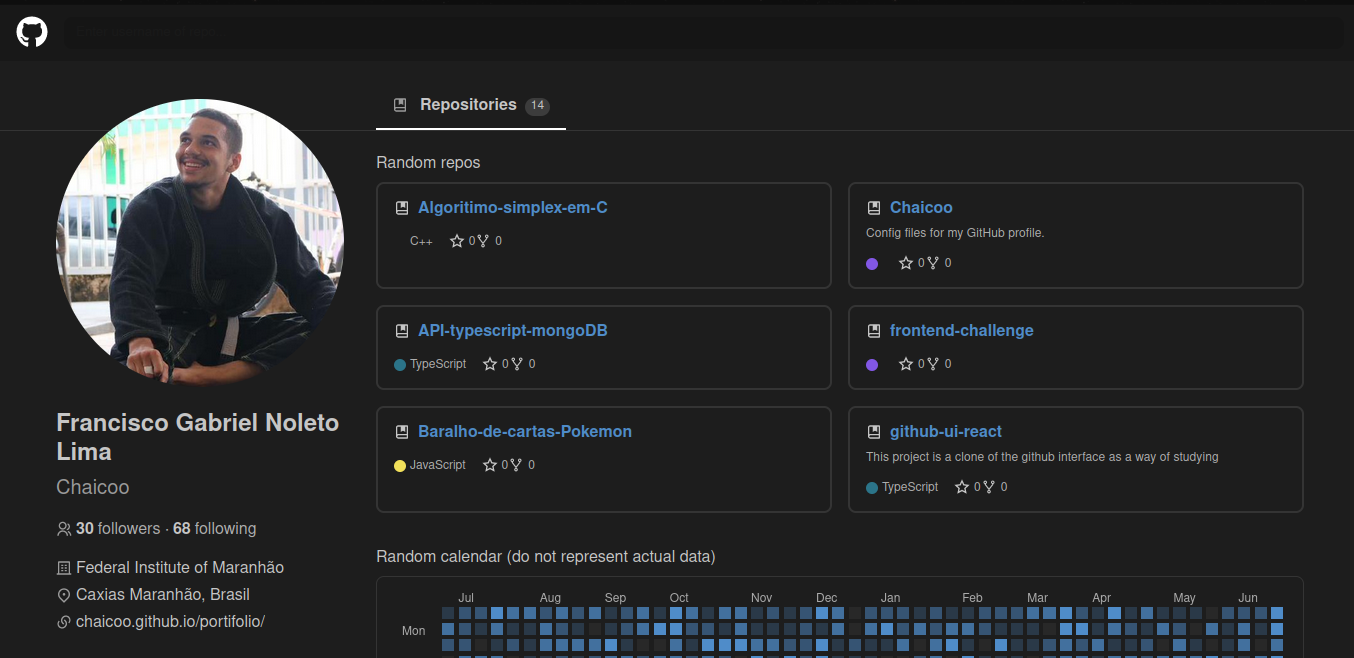 Repositories 14
Random repos
Algoritimo-simplex-em-C
C++ 0 0
Chaicoo
Config files for my GitHub profile.
0 0
API-typescript-mongoDB
TypeScript 0 0
frontend-challenge
0 0
Baralho-de-cartas-Pokemon
JavaScript 0 0
github-ui-react
This project is a clone of the github interface as a way of studying
TypeScript 0 0
Francisco Gabriel Noleto
Lima
Chaicoo
30 followers · 68 following
Federal Institute of Maranhão
Caxias Maranhão, Brasil
chaicoo.github.io/portifolio/
Random calendar (do not represent actual data)
Jul Aug Sep Oct Nov Dec Jan Feb Mar Apr May Jun
Mon